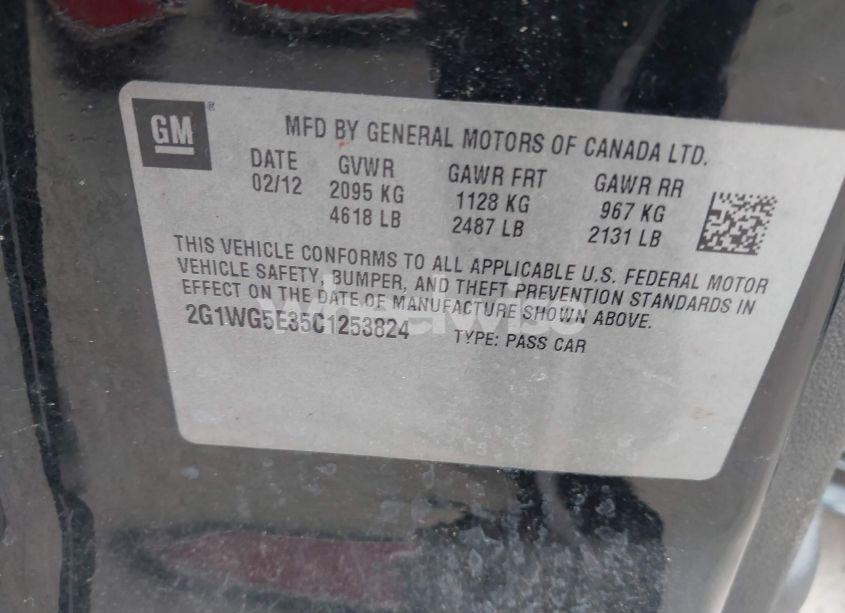 GM
MFD BY GENERAL MOTORS OF CANADA LTD.
DATE GVWR GAWR FRT GAWR RR
02/12 2095 KG 1128 KG 967 KG
4618 LB 2487 LB 2131 LB
THIS VEHICLE CONFORMS TO ALL APPLICABLE U.S. FEDERAL MOTOR
VEHICLE SAFETY, BUMPER, AND THEFT PREVENTION STANDARDS IN
EFFECT ON THE DATE OF MANUFACTURE SHOWN ABOVE.
2G1WG5E35C1253824 TYPE: PASS CAR